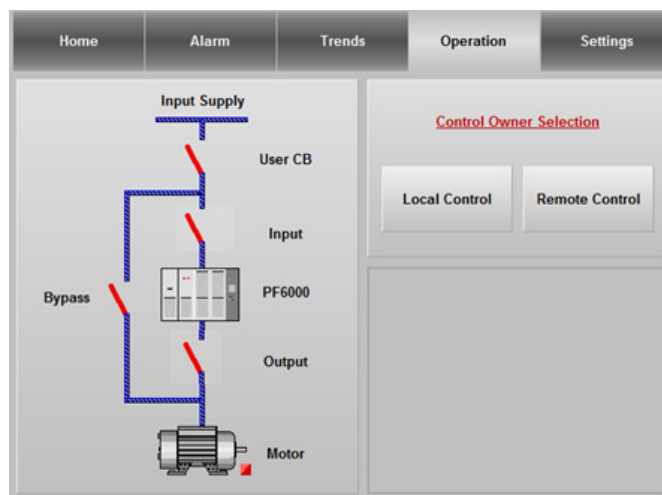 Home
Alarm
Trends
Operation
Settings
Input Supply
User CB
Input
Bypass
PF6000
Output
Motor
Control Owner Selection
Local Control
Remote Control